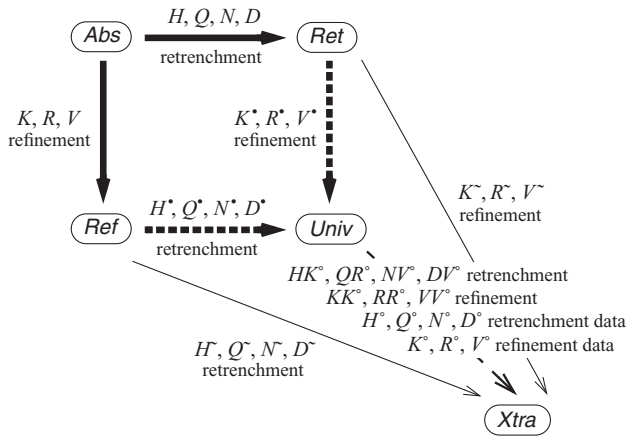 H, Q, N, D
Abs
Ret
retrenchment
K, R, V
refinement
K•, R•, V•
refinement
K~, R~, V~
refinement
H•, Q•, N•, D•
Ref
Univ
retrenchment
HK°, QR°, NV°, DV° retrenchment
KK°, RR°, VV° refinement
H°, Q°, N°, D° retrenchment data
K°, R°, V° refinement data
H~, Q~, N~, D~
retrenchment
Xtra